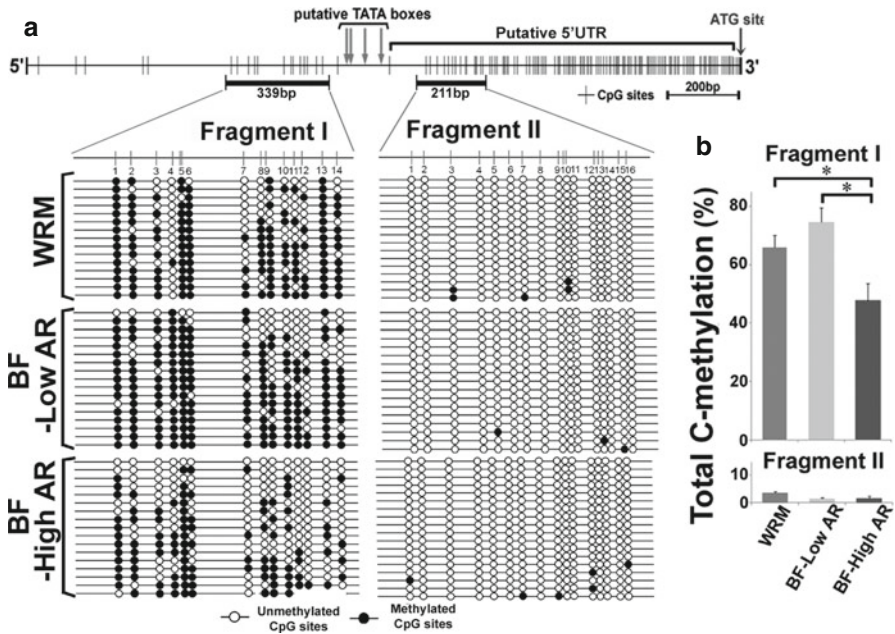 a
putative TATA boxes
Putative 5'UTR
ATG site
5'
3'
339bp
211bp
CpG sites
200bp
Fragment I
Fragment II
1 2 3 4 5 6 7 8 9 10 11 12 13 14
1 2 3 4 5 6 7 8 9 10 11 12 13 14 15 16
WRM
BF
-Low AR
BF
-High AR
Unmethylated
CpG sites
Methylated
CpG sites
b
Fragment I
*
*
80
60
40
20
0
Total C-methylation (%)
Fragment II
10
0
WRM
BF-Low AR
BF-High AR